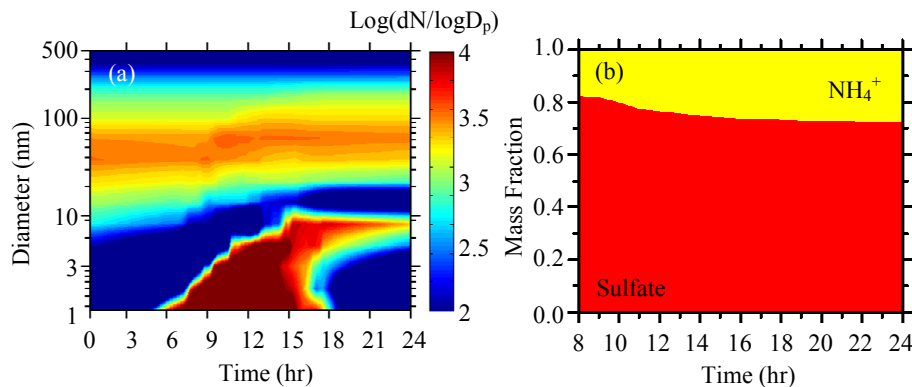 Log(dN/logDp)
(a)
Diameter (nm)
500
100
10
3
1
0 3 6 9 12 15 18 21 24
Time (hr)
4
3.5
3
2.5
2
(b)
NH4+
Sulfate
Mass Fraction
1.0
0.8
0.6
0.4
0.2
0.0
8 10 12 14 16 18 20 22 24
Time (hr)